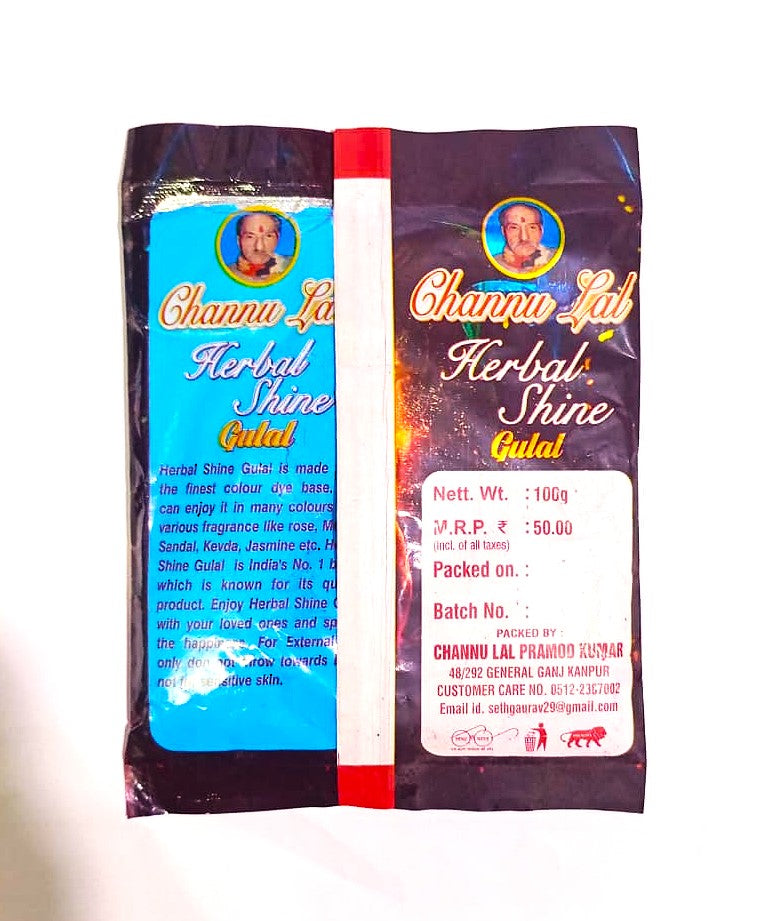 Channu La
Herbal
Shine
Gulal
Herbal Shine Gulal is made
the finest colour dye base,
can enjoy it in many colours
various fragrance like rose, M
Sandal, Kevda, Jasmine etc. H
Shine Gulal is India's No. 1 b
which is known for its qu
product. Enjoy Herbal Shine
with your loved ones and sp
the For External
only do not throw towards
not for sensitive skin.
Channu Lal
Herbal
Shine
Gulal
Nett. Wt. : 100g
M.R.P. ₹ : 50.00
(incl. of all taxes)
Packed on. :
Batch No. :
PACKED BY :
CHANNU LAL PRAMOD KUMAR
48/292 GENERAL GANJ KANPUR
CUSTOMER CARE NO. 0512-2367002
Email id. sethgaurav29@gmail.com